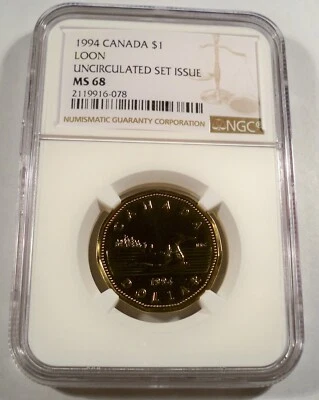 1994 CANADA $1
LOON
UNCIRCULATED SET ISSUE
MS 68
2119916-078
NUMISMATIC GUARANTY CORPORATION
NGC
CANADA
1994
DOLLAR